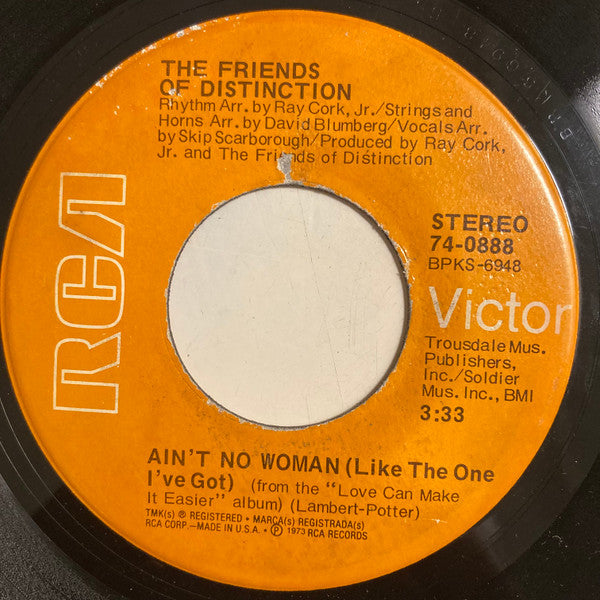 THE FRIENDS
OF DISTINCTION
Rhythm Arr. by Ray Cork, Jr./Strings and
Horns Arr. by David Blumberg/Vocals Arr.
by Skip Scarborough/Produced by Ray Cork,
Jr. and The Friends of Distinction
RCA
STEREO
74-0888
BPKS-6948
Victor
Trousdale Mus.
Publishers,
Inc./Soldier
Mus. Inc., BMI
3:33
AIN'T NO WOMAN (Like The One
I've Got) (from the "Love Can Make
It Easier" album) (Lambert-Potter)
TMK(s) ® REGISTERED • MARCA(s) REGISTRADA(s)
RCA CORP.—MADE IN U.S.A. • ℗ 1973 RCA RECORDS